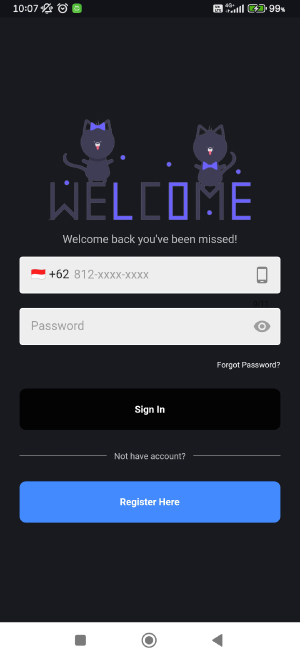 10:07 4G+ 99%
WELCOME
Welcome back you've been missed!
+62 812-xxxx-xxxx
Password
Forgot Password?
Sign In
Not have account?
Register Here